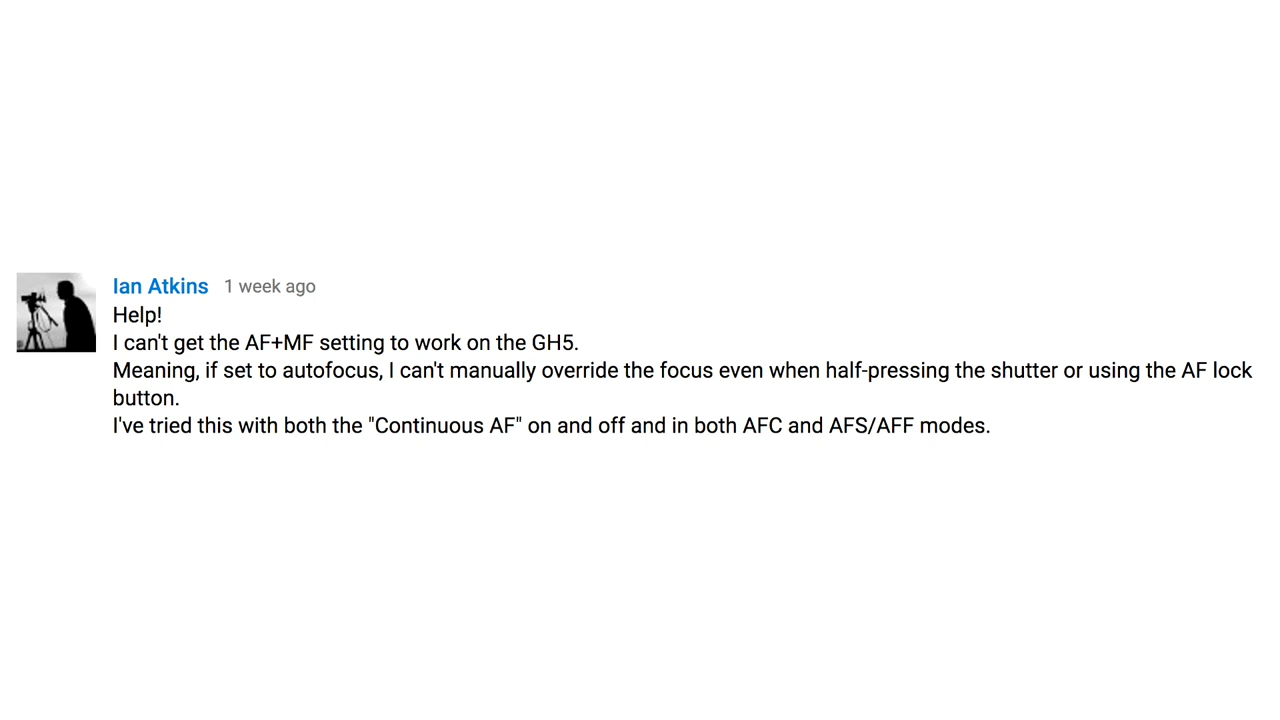 Ian Atkins 1 week ago
Help!
I can't get the AF+MF setting to work on the GH5.
Meaning, if set to autofocus, I can't manually override the focus even when half-pressing the shutter or using the AF lock
button.
I've tried this with both the "Continuous AF" on and off and in both AFC and AFS/AFF modes.